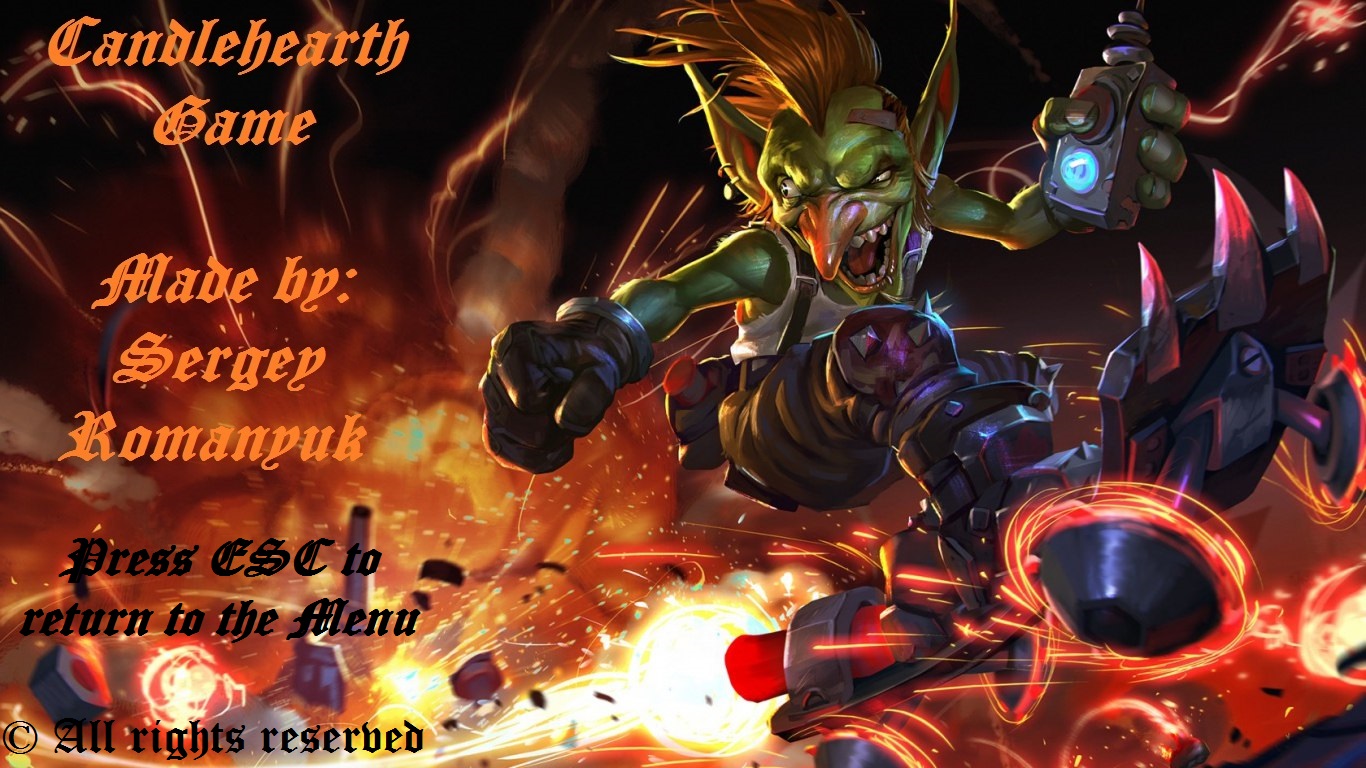 Candlehearth
Game
Made by:
Sergey
Romanyuk
Press ESC to
return to the Menu
© All rights reserved